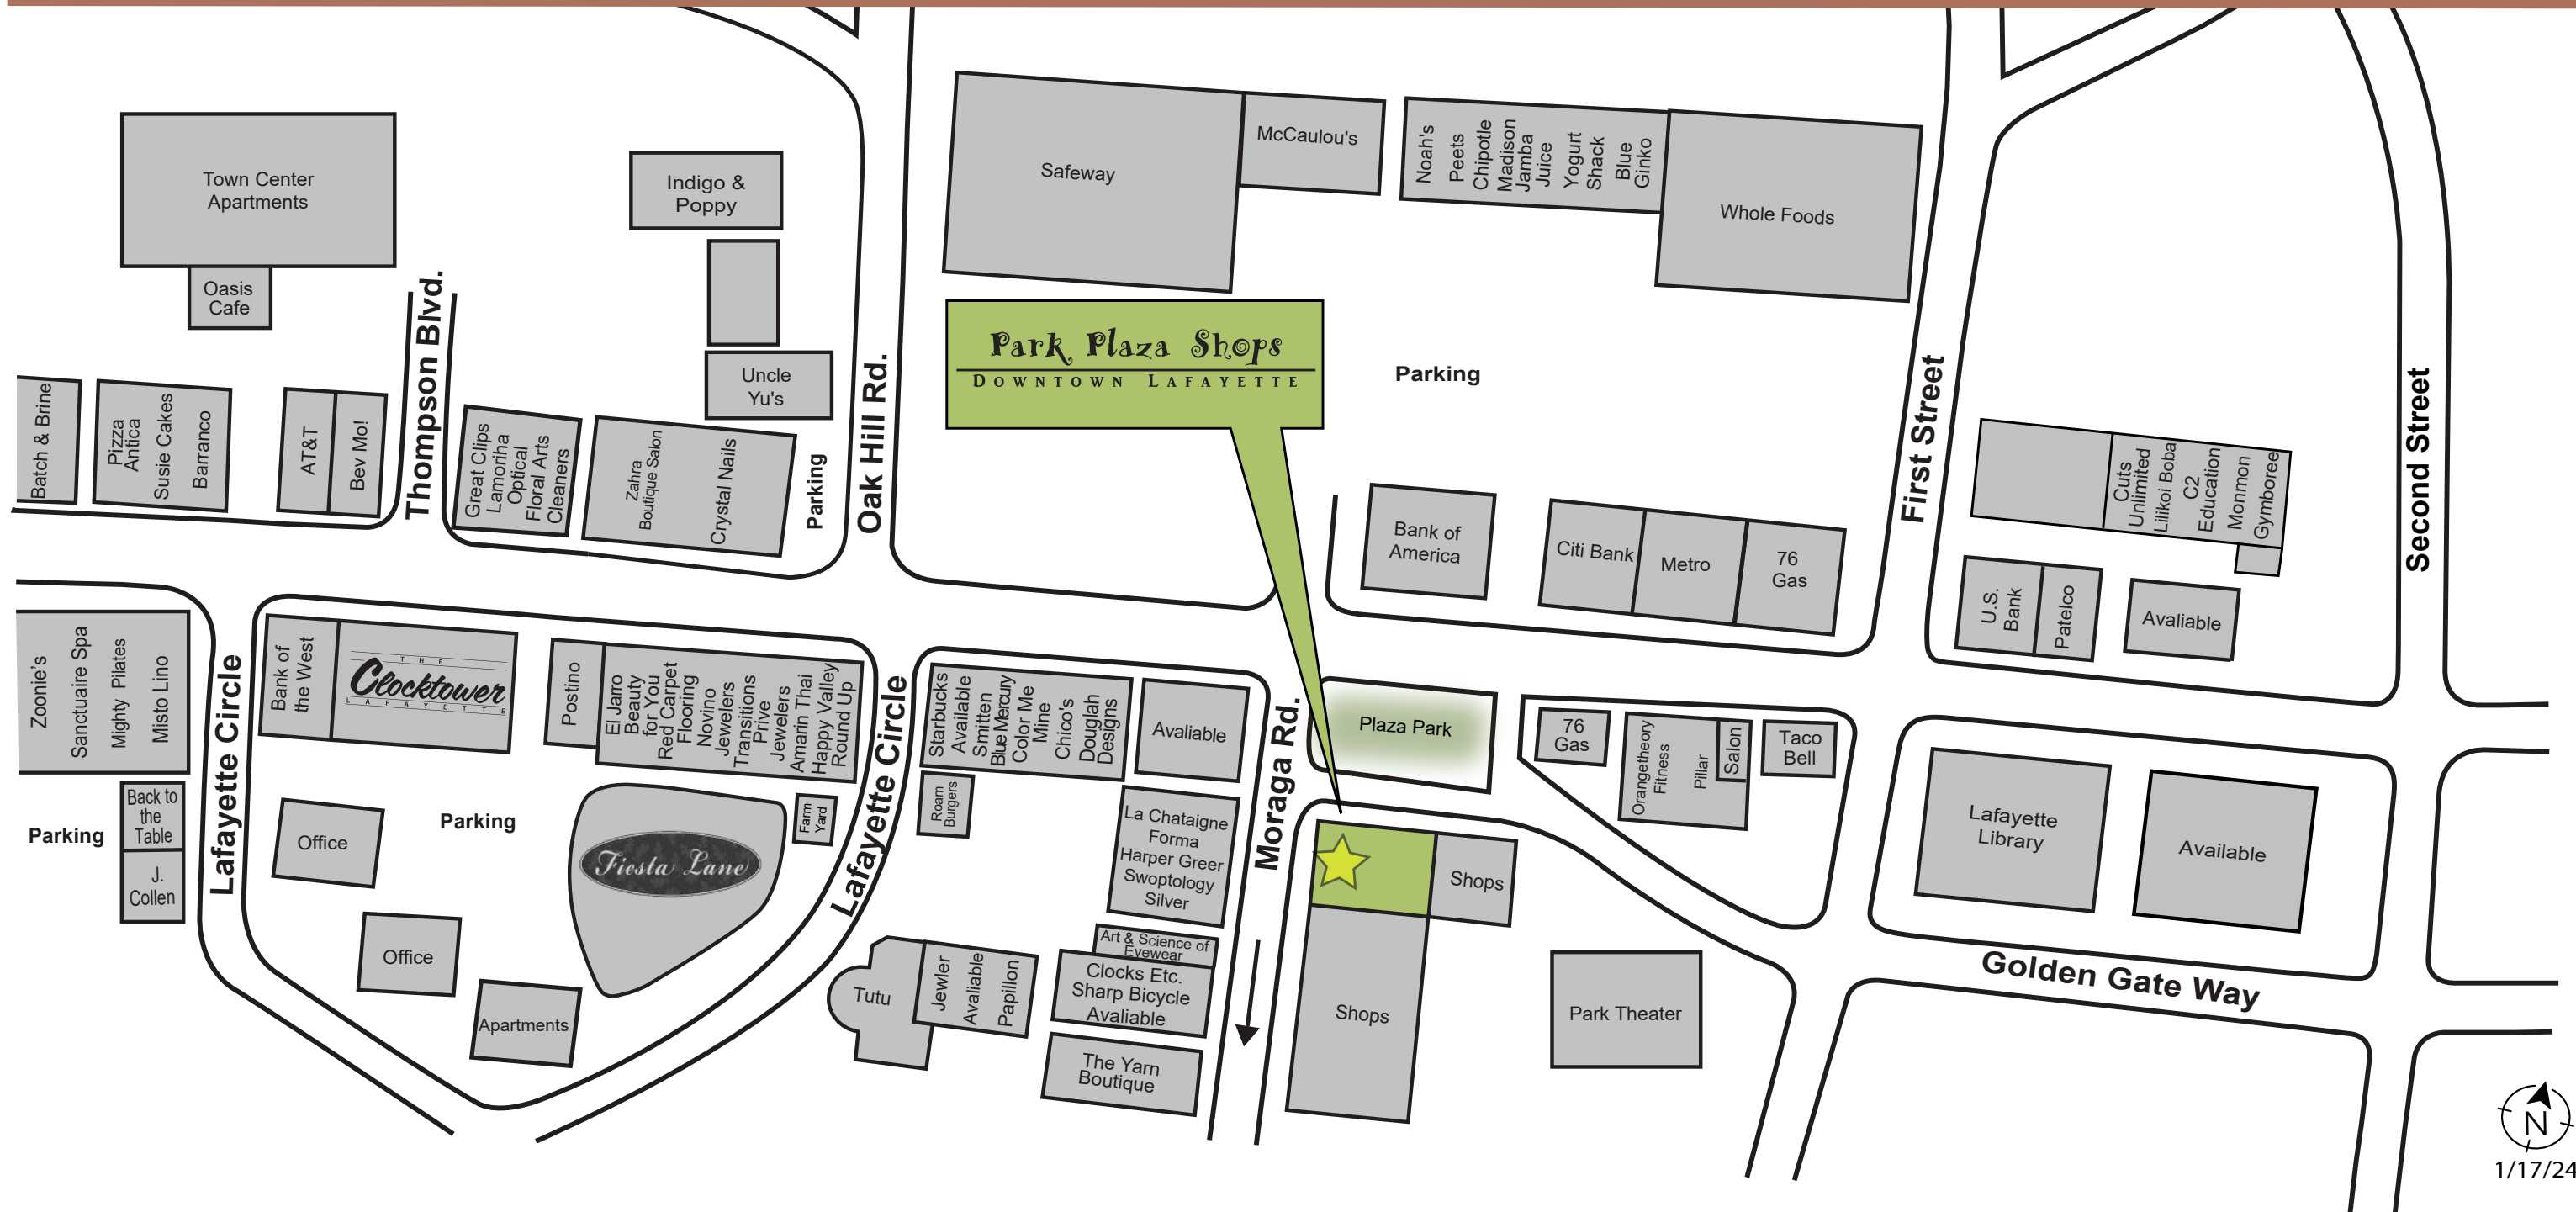 Town Center
Apartments
Oasis
Cafe
Batch & Brine
Pizza
Antica
Susie Cakes
Barranco
AT&T
Bev Mo!
Thompson Blvd.
Indigo &
Poppy
Uncle
Yu's
Great Clips
Lamoriha
Optical
Floral Arts
Cleaners
Zahra
Boutique Salon
Crystal Nails
Parking
Oak Hill Rd.
Safeway
McCaulou's
Noah's
Peets
Chipotle
Madison
Jamba
Juice
Yogurt
Shack
Blue
Ginko
Whole Foods
Park Plaza Shops
DOWNTOWN LAFAYETTE
Parking
Bank of
America
Citi Bank
Metro
76
Gas
First Street
Cuts
Unlimited
Lilikoi Boba
C2
Education
Monmon
Gymboree
U.S.
Bank
Patelco
Avaliable
Second Street
Zoonie's
Sanctuaire Spa
Mighty Pilates
Misto Lino
Back to
the
Table
J.
Collen
Parking
Lafayette Circle
Bank of
the West
THE
Clocktower
LAFAYETTE
Postino
El Jarro
Beauty
for You
Red Carpet
Flooring
Novino
Jewelers
Transitions
Prive
Jewelers
Amarin Thai
Happy Valley
Round Up
Office
Parking
Fiesta Lane
Farm
Yard
Office
Apartments
Lafayette Circle
Lafayette Circle
Starbucks
Available
Smitten
Blue Mercury
Color Me
Mine
Chico's
Douglah
Designs
Avaliable
Roam
Burgers
La Chataigne
Forma
Harper Greer
Swoptology
Silver
Art & Science of
Eyewear
Clocks Etc.
Sharp Bicycle
Avaliable
The Yarn
Boutique
Tutu
Jewler
Avaliable
Papillon
Moraga Rd.
Plaza Park
Shops
Shops
76
Gas
Orangetheory
Fitness
Pillar
Salon
Taco
Bell
Park Theater
Lafayette
Library
Available
Golden Gate Way
N
1/17/24